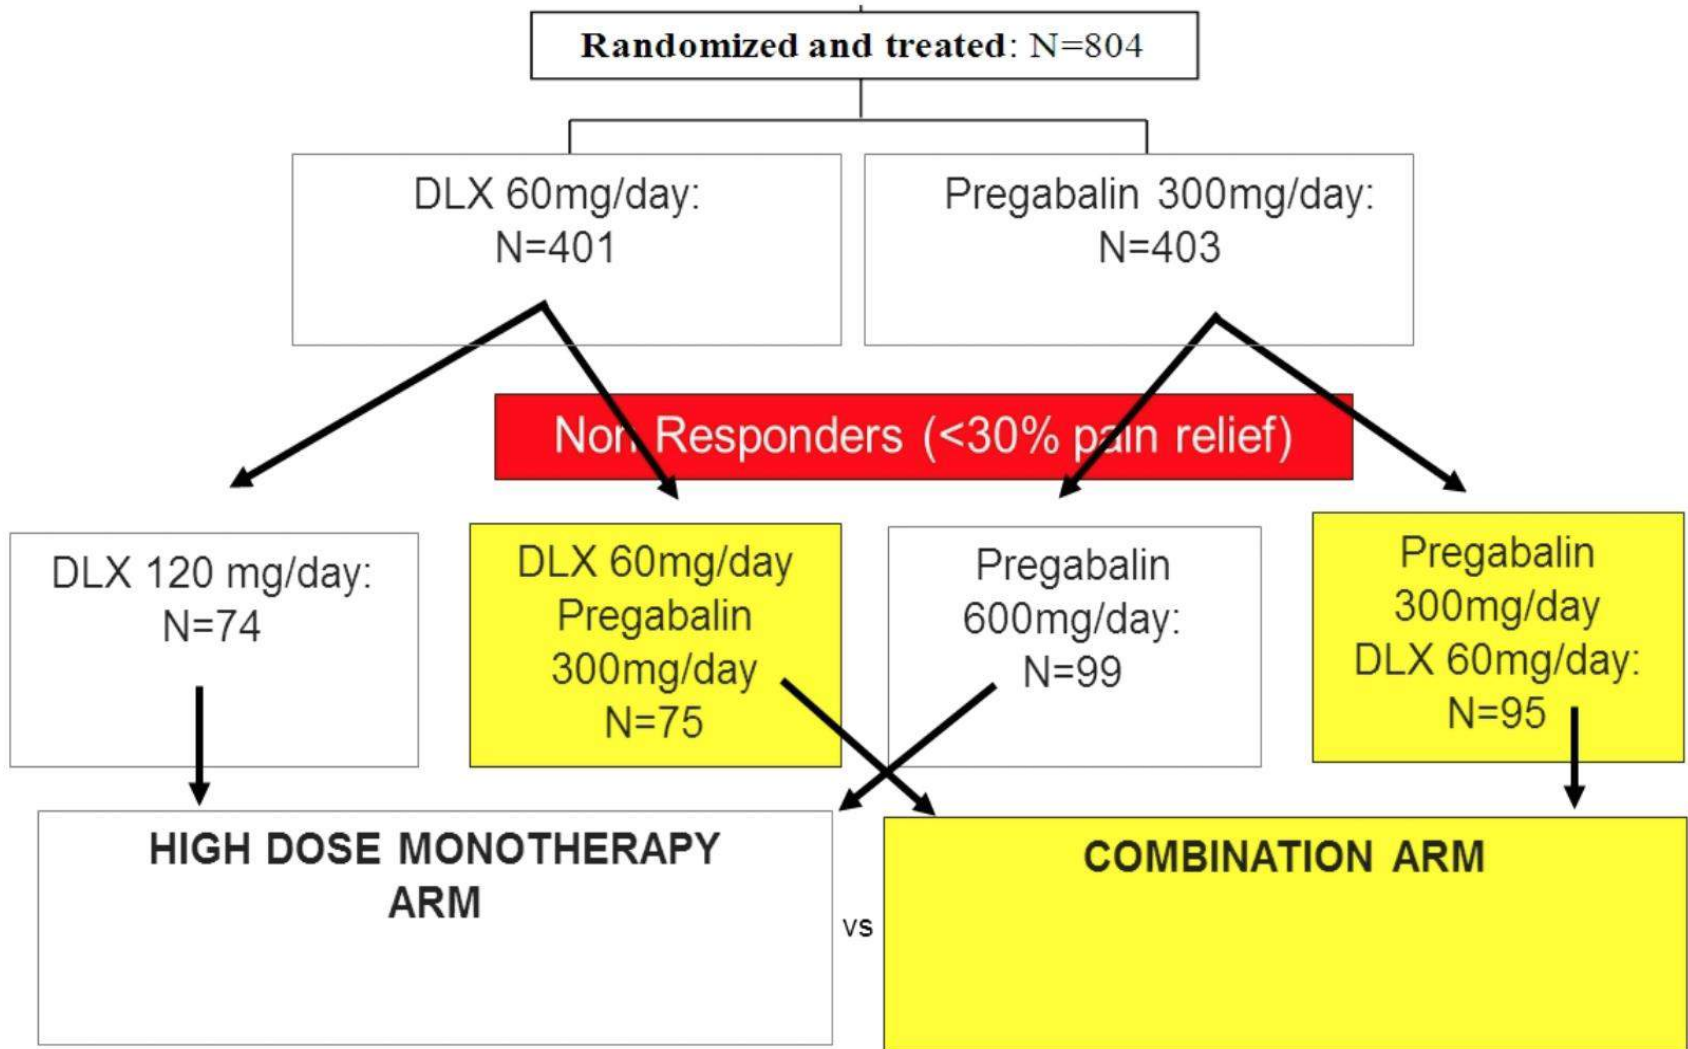 Randomized and treated: N=804
DLX 60mg/day:
N=401
Pregabalin 300mg/day:
N=403
Non Responders (<30% pain relief)
DLX 120 mg/day:
N=74
DLX 60mg/day
Pregabalin
300mg/day
N=75
Pregabalin
600mg/day:
N=99
Pregabalin
300mg/day
DLX 60mg/day:
N=95
HIGH DOSE MONOTHERAPY
ARM
vs
COMBINATION ARM